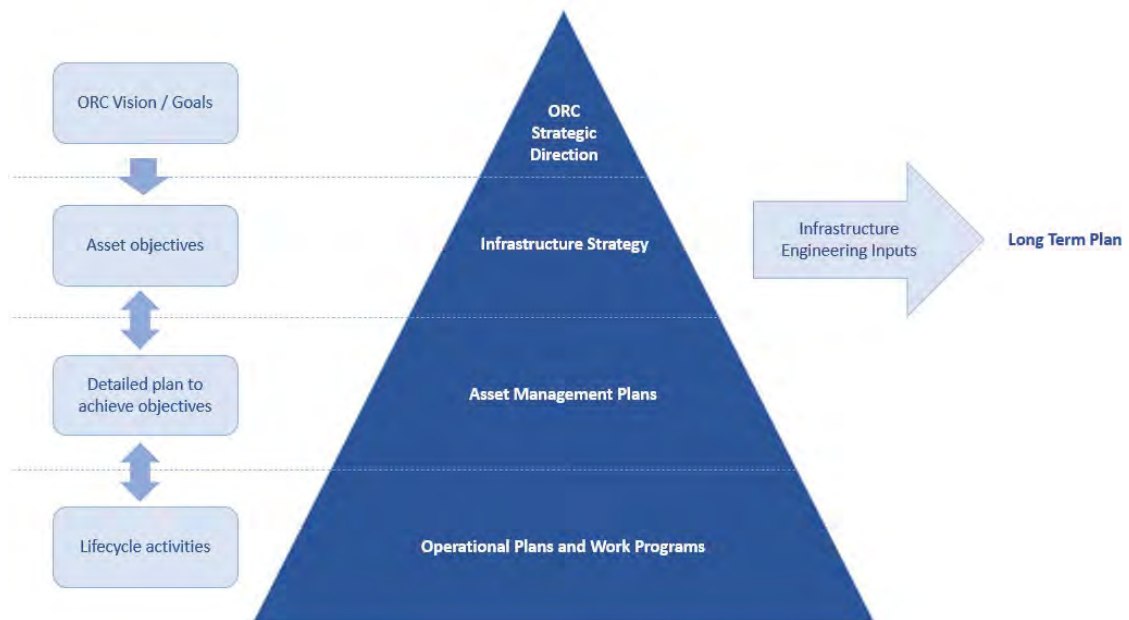 ORC Vision / Goals
ORC
Strategic
Direction
Asset objectives
Infrastructure Strategy
Infrastructure
Engineering Inputs
Long Term Plan
Detailed plan to
achieve objectives
Asset Management Plans
Lifecycle activities
Operational Plans and Work Programs